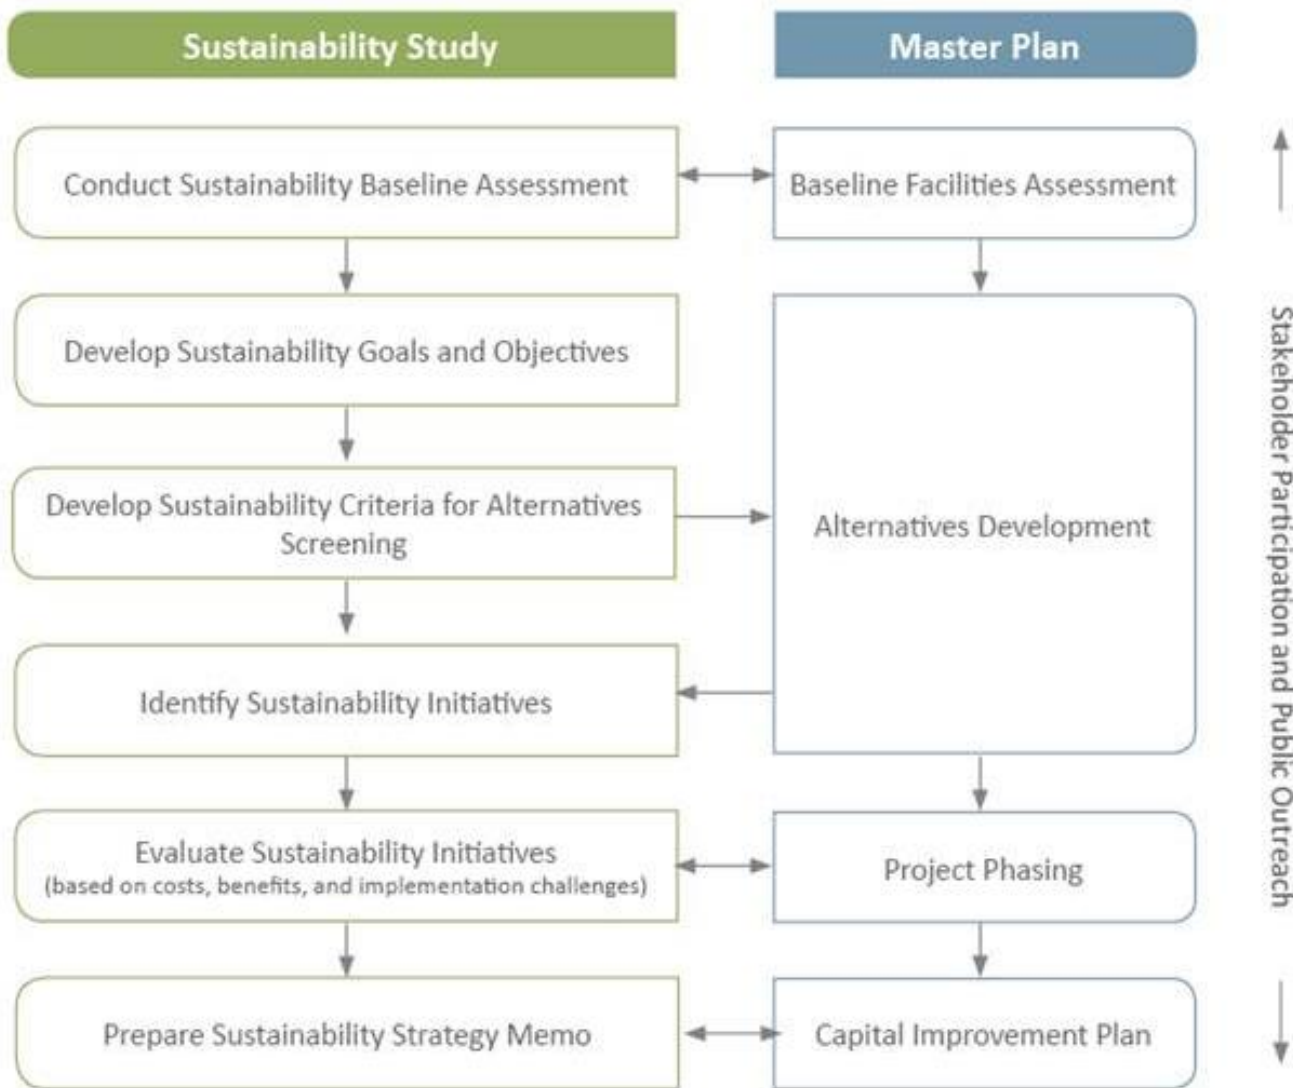 Sustainability Study
Master Plan
Conduct Sustainability Baseline Assessment
Baseline Facilities Assessment
Develop Sustainability Goals and Objectives
Develop Sustainability Criteria for Alternatives
Screening
Alternatives Development
Identify Sustainability Initiatives
Evaluate Sustainability Initiatives
(based on costs, benefits, and implementation challenges)
Project Phasing
Prepare Sustainability Strategy Memo
Capital Improvement Plan
Stakeholder Participation and Public Outreach